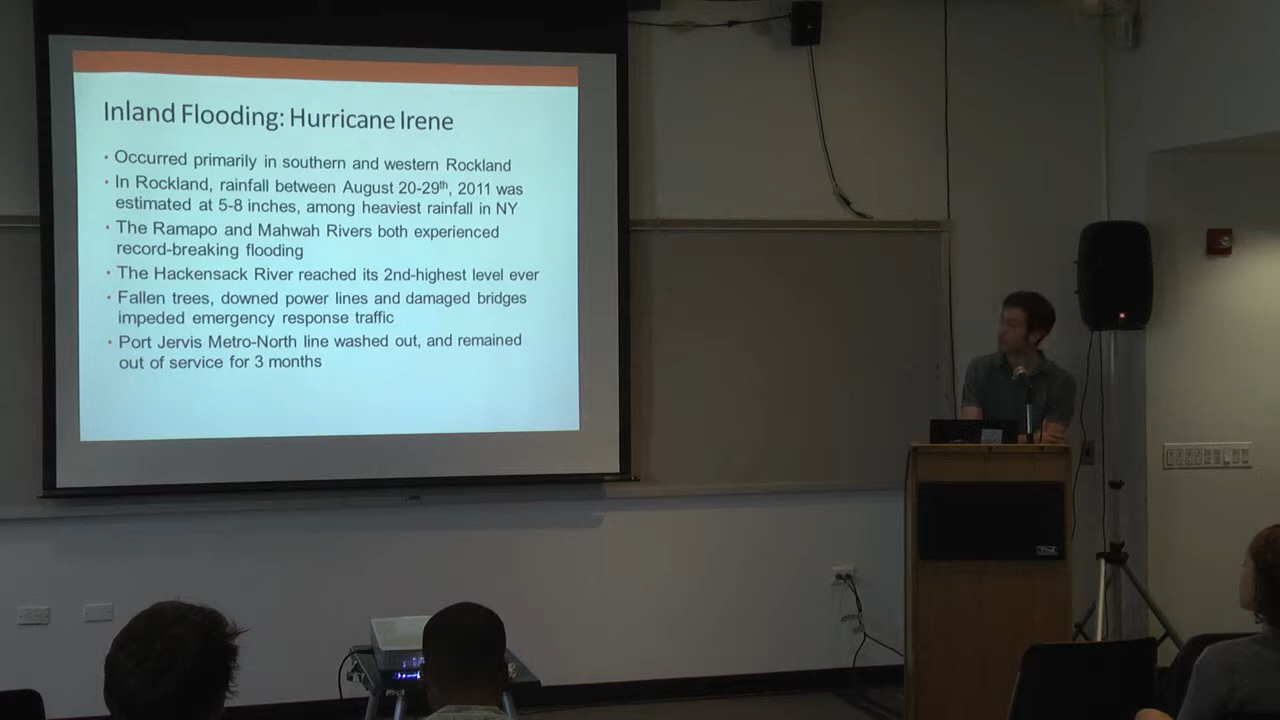 Inland Flooding: Hurricane Irene
• Occurred primarily in southern and western Rockland
• In Rockland, rainfall between August 20-29th, 2011 was
estimated at 5-8 inches, among heaviest rainfall in NY
• The Ramapo and Mahwah Rivers both experienced
record-breaking flooding
• The Hackensack River reached its 2nd-highest level ever
• Fallen trees, downed power lines and damaged bridges
impeded emergency response traffic
• Port Jervis Metro-North line washed out, and remained
out of service for 3 months